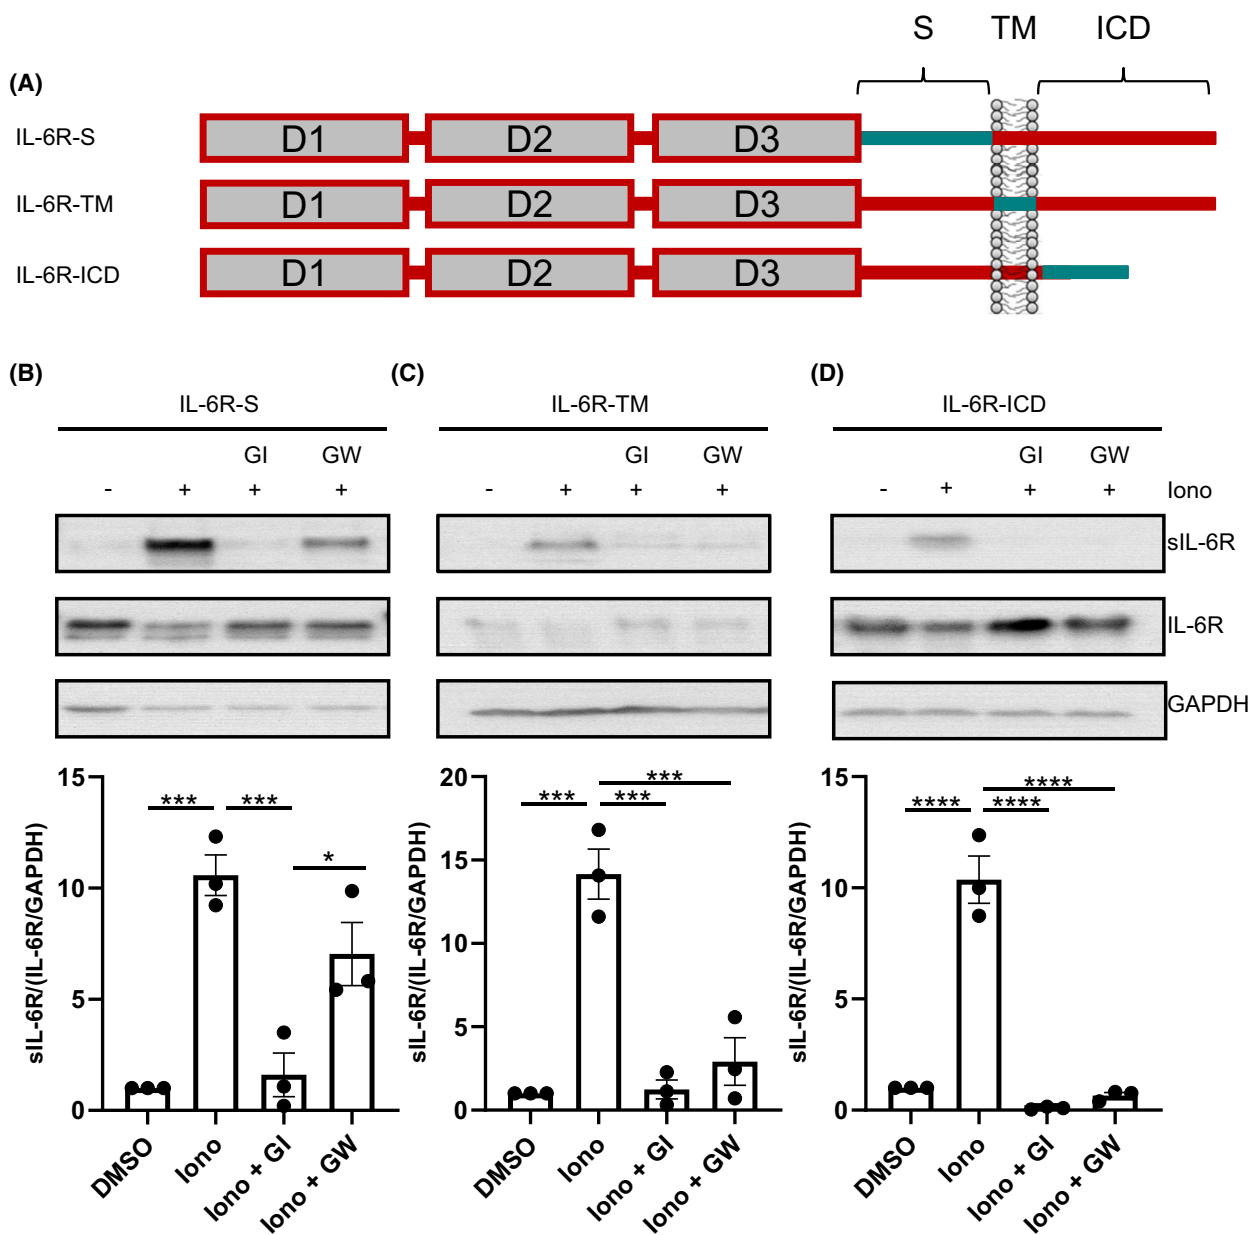 S TM ICD
(A)
IL-6R-S D1 D2 D3
IL-6R-TM D1 D2 D3
IL-6R-ICD D1 D2 D3
(B) (C) (D)
IL-6R-S IL-6R-TM IL-6R-ICD
GI GW GI GW GI GW
- + + + - + + + - + + + Iono
sIL-6R
IL-6R
GAPDH
sIL-6R/(IL-6R/GAPDH)
15
10
5
0
*** *** *
DMSO
Iono
Iono + GI
Iono + GW
sIL-6R/(IL-6R/GAPDH)
20
15
10
5
0
*** *** ***
DMSO
Iono
Iono + GI
Iono + GW
sIL-6R/(IL-6R/GAPDH)
15
10
5
0
**** **** ****
DMSO
Iono
Iono + GI
Iono + GW